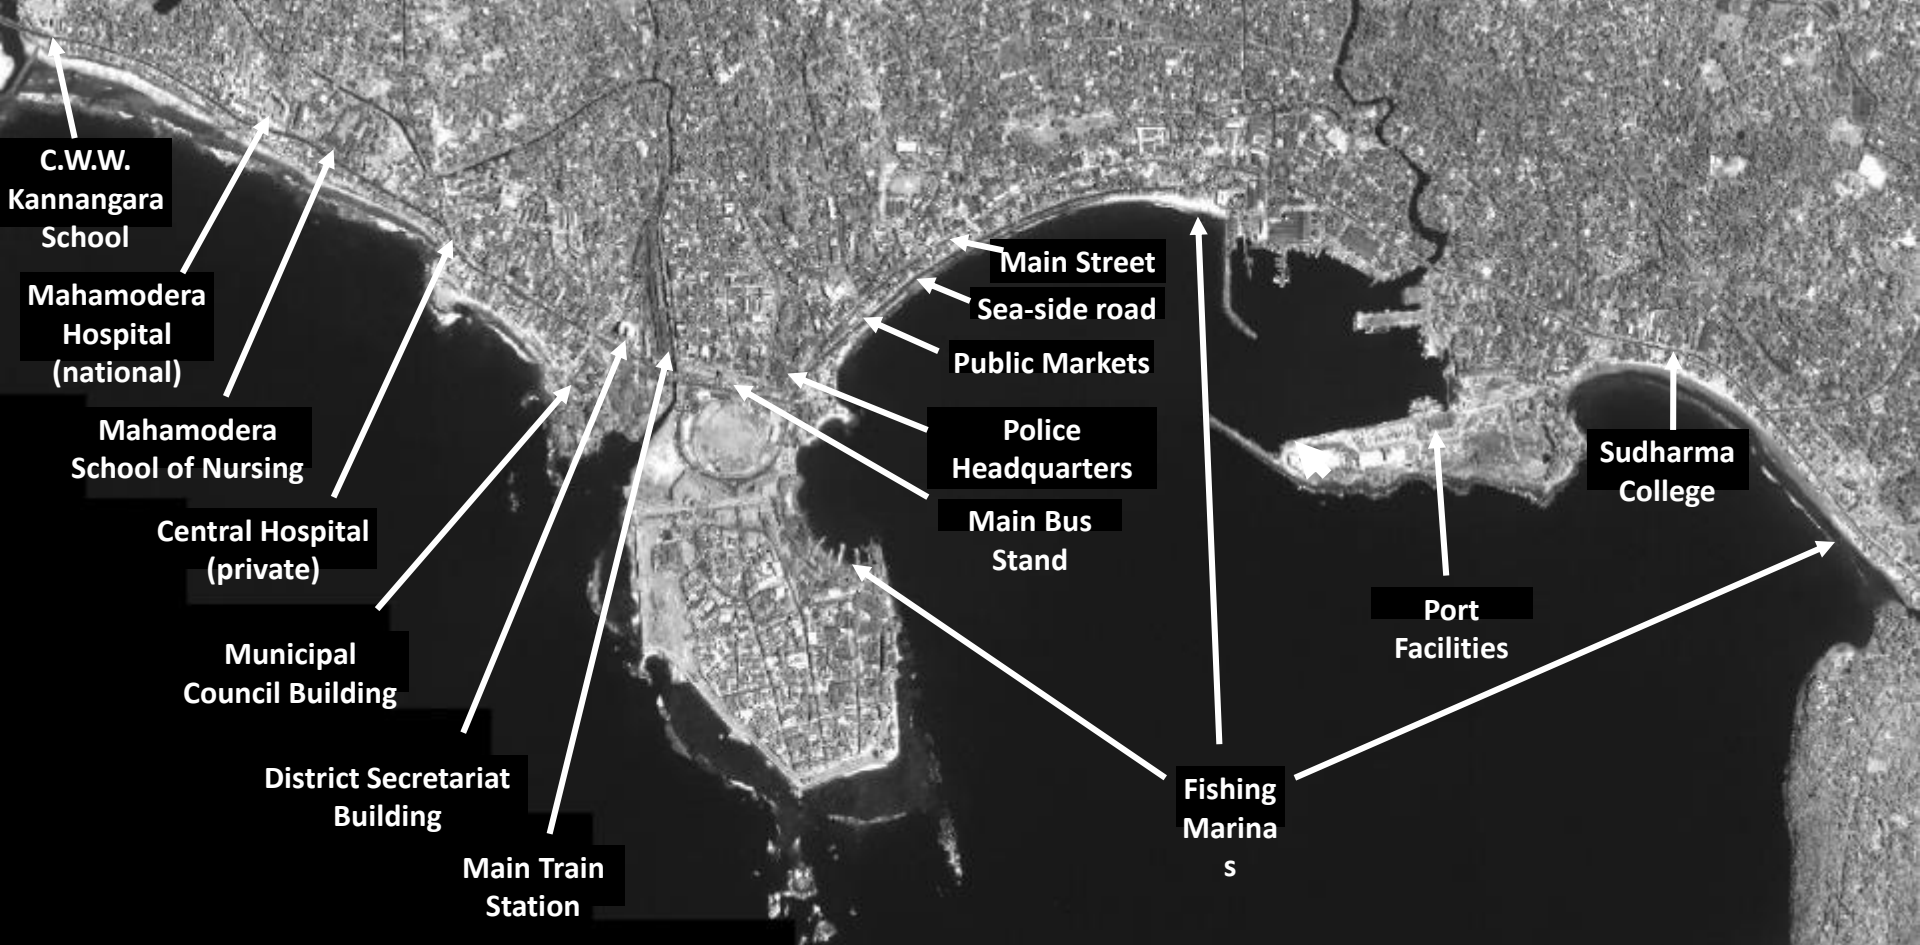 C.W.W.
Kannangara
School
Mahamodera
Hospital
(national)
Mahamodera
School of Nursing
Central Hospital
(private)
Municipal
Council Building
District Secretariat
Building
Main Train
Station
Main Street
Sea-side road
Public Markets
Police
Headquarters
Main Bus
Stand
Fishing
Marina
s
Port
Facilities
Sudharma
College